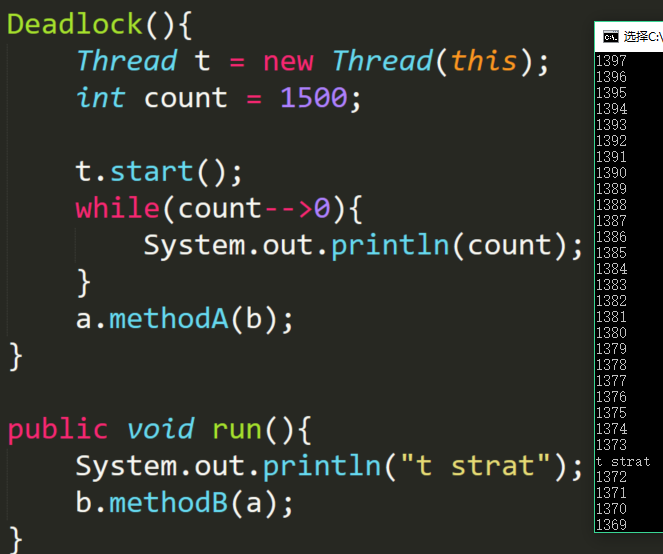 Deadlock(){
Thread t = new Thread(this);
int count = 1500;
t.start();
while(count-->0){
System.out.println(count);
}
a.methodA(b);
}
public void run(){
System.out.println("t strat");
b.methodB(a);
}
选择C:\
1397
1396
1395
1394
1393
1392
1391
1390
1389
1388
1387
1386
1385
1384
1383
1382
1381
1380
1379
1378
1377
1376
1375
1374
1373
t strat
1372
1371
1370
1369